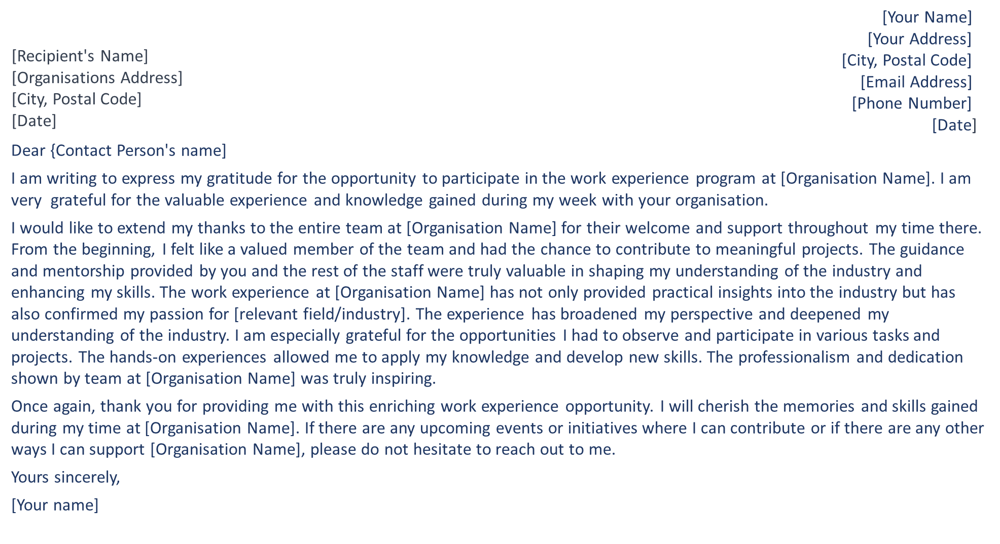 [Your Name]
[Your Address]
[City, Postal Code]
[Email Address]
[Phone Number]
[Date]
[Recipient's Name]
[Organisations Address]
[City, Postal Code]
[Date]
Dear {Contact Person's name]
I am writing to express my gratitude for the opportunity to participate in the work experience program at [Organisation Name]. I am
very grateful for the valuable experience and knowledge gained during my week with your organisation.
I would like to extend my thanks to the entire team at [Organisation Name] for their welcome and support throughout my time there.
From the beginning, I felt like a valued member of the team and had the chance to contribute to meaningful projects. The guidance
and mentorship provided by you and the rest of the staff were truly valuable in shaping my understanding of the industry and
enhancing my skills. The work experience at [Organisation Name] has not only provided practical insights into the industry but has
also confirmed my passion for [relevant field/industry]. The experience has broadened my perspective and deepened my
understanding of the industry. I am especially grateful for the opportunities I had to observe and participate in various tasks and
projects. The hands-on experiences allowed me to apply my knowledge and develop new skills. The professionalism and dedication
shown by team at [Organisation Name] was truly inspiring.
Once again, thank you for providing me with this enriching work experience opportunity. I will cherish the memories and skills gained
during my time at [Organisation Name]. If there are any upcoming events or initiatives where I can contribute or if there are any other
ways I can support [Organisation Name], please do not hesitate to reach out to me.
Yours sincerely,
[Your name]